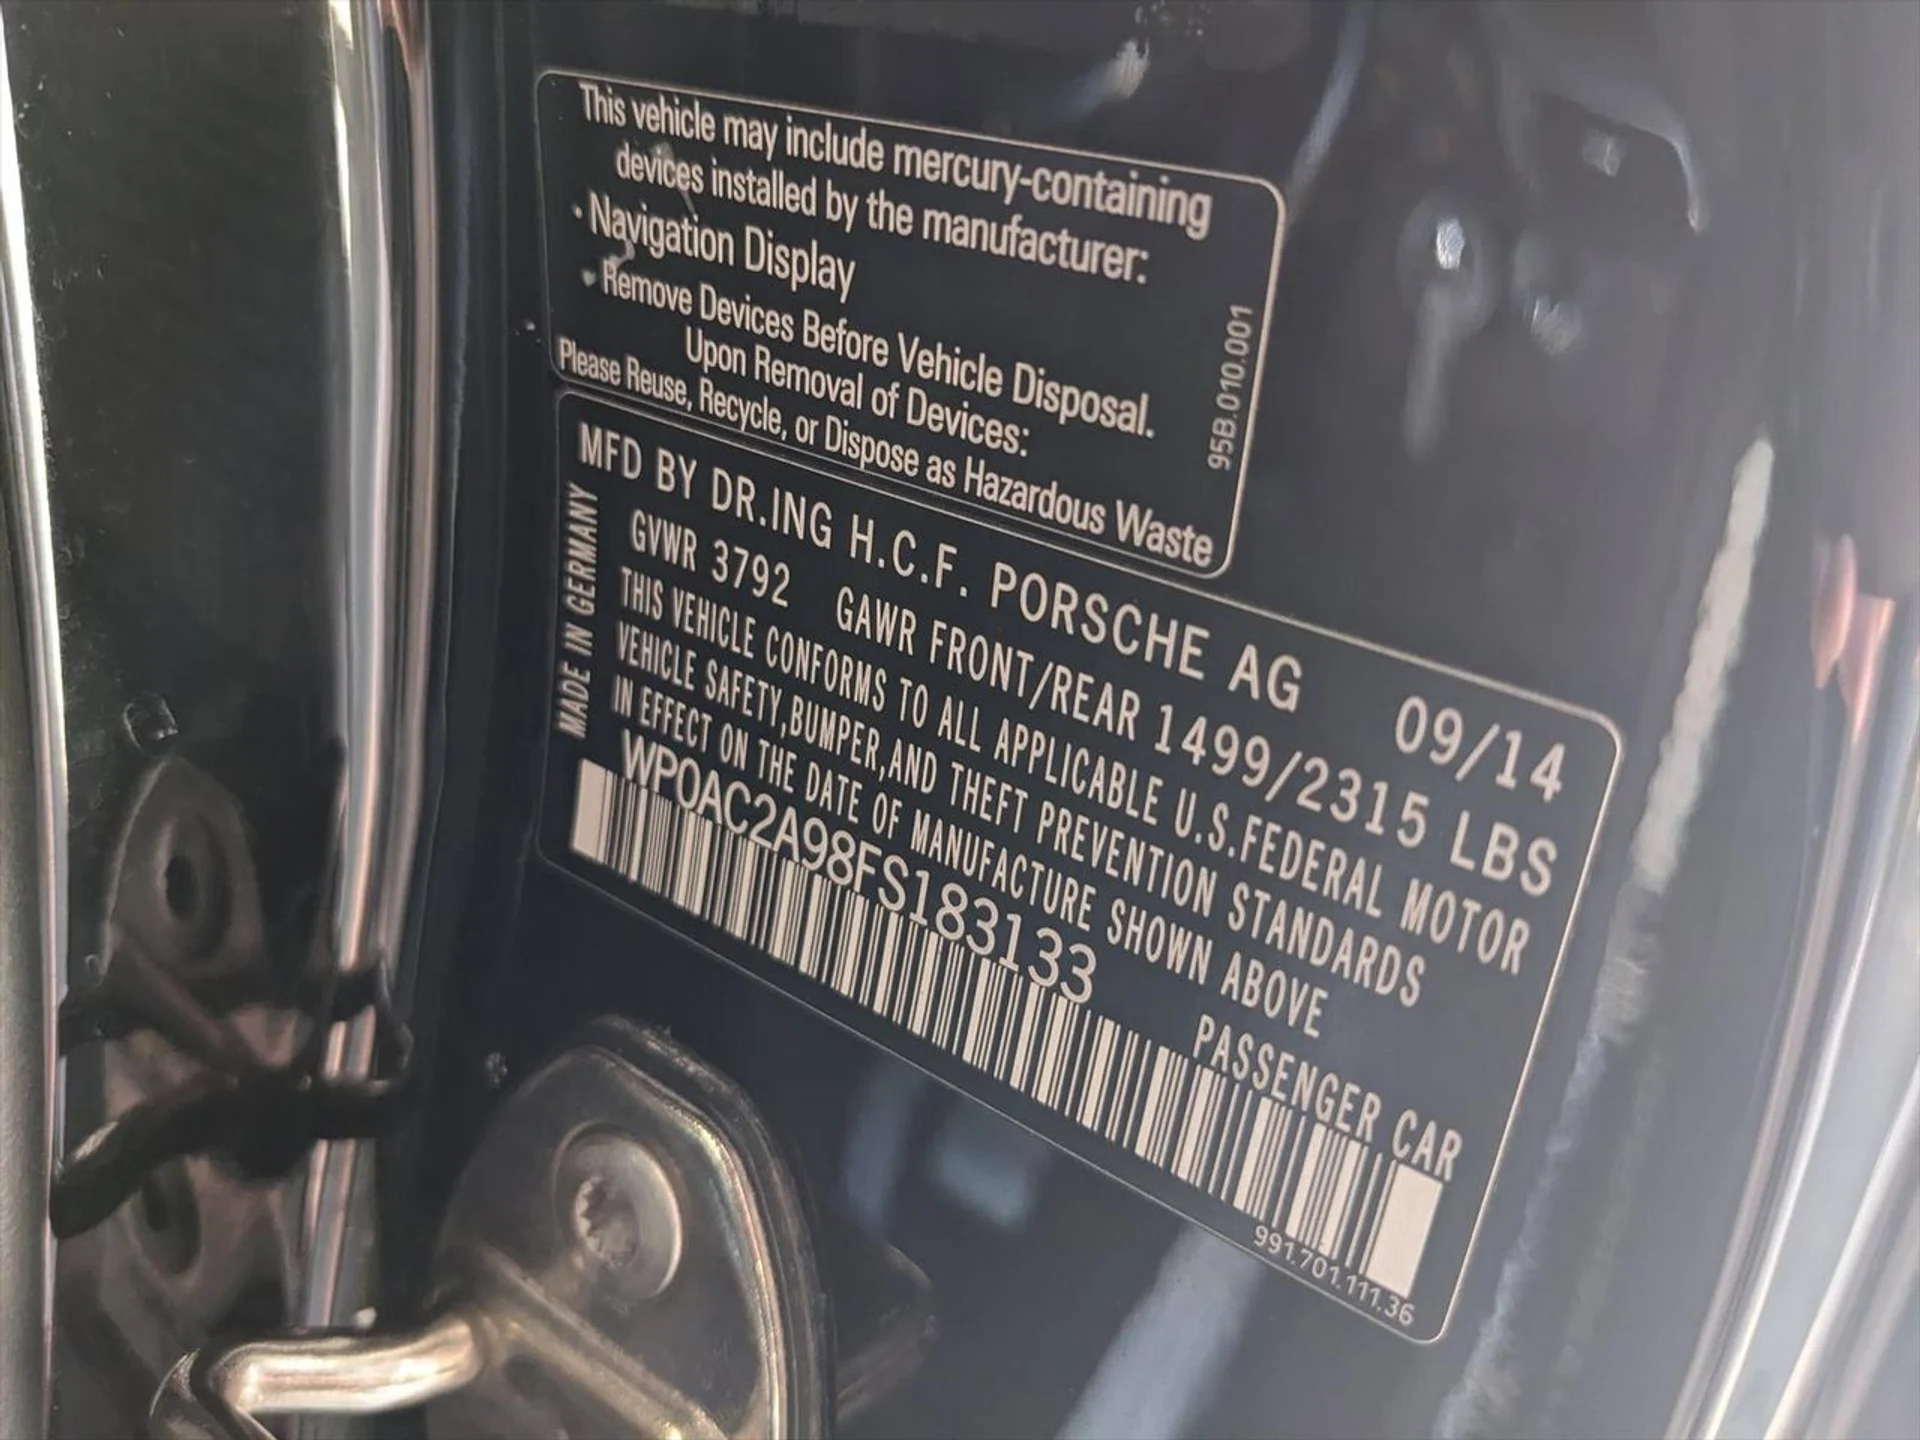 This vehicle may include mercury-containing
devices installed by the manufacturer:
· Navigation Display
· Remove Devices Before Vehicle Disposal.
Upon Removal of Devices:
Please Reuse, Recycle, or Dispose as Hazardous Waste
95B.010.001
MFD BY DR.ING H.C.F. PORSCHE AG 09/14
GVWR 3792 GAWR FRONT/REAR 1499/2315 LBS
THIS VEHICLE CONFORMS TO ALL APPLICABLE U.S.FEDERAL MOTOR
VEHICLE SAFETY,BUMPER,AND THEFT PREVENTION STANDARDS
IN EFFECT ON THE DATE OF MANUFACTURE SHOWN ABOVE
WP0AC2A98FS183133 PASSENGER CAR
MADE IN GERMANY
991.701.111.36